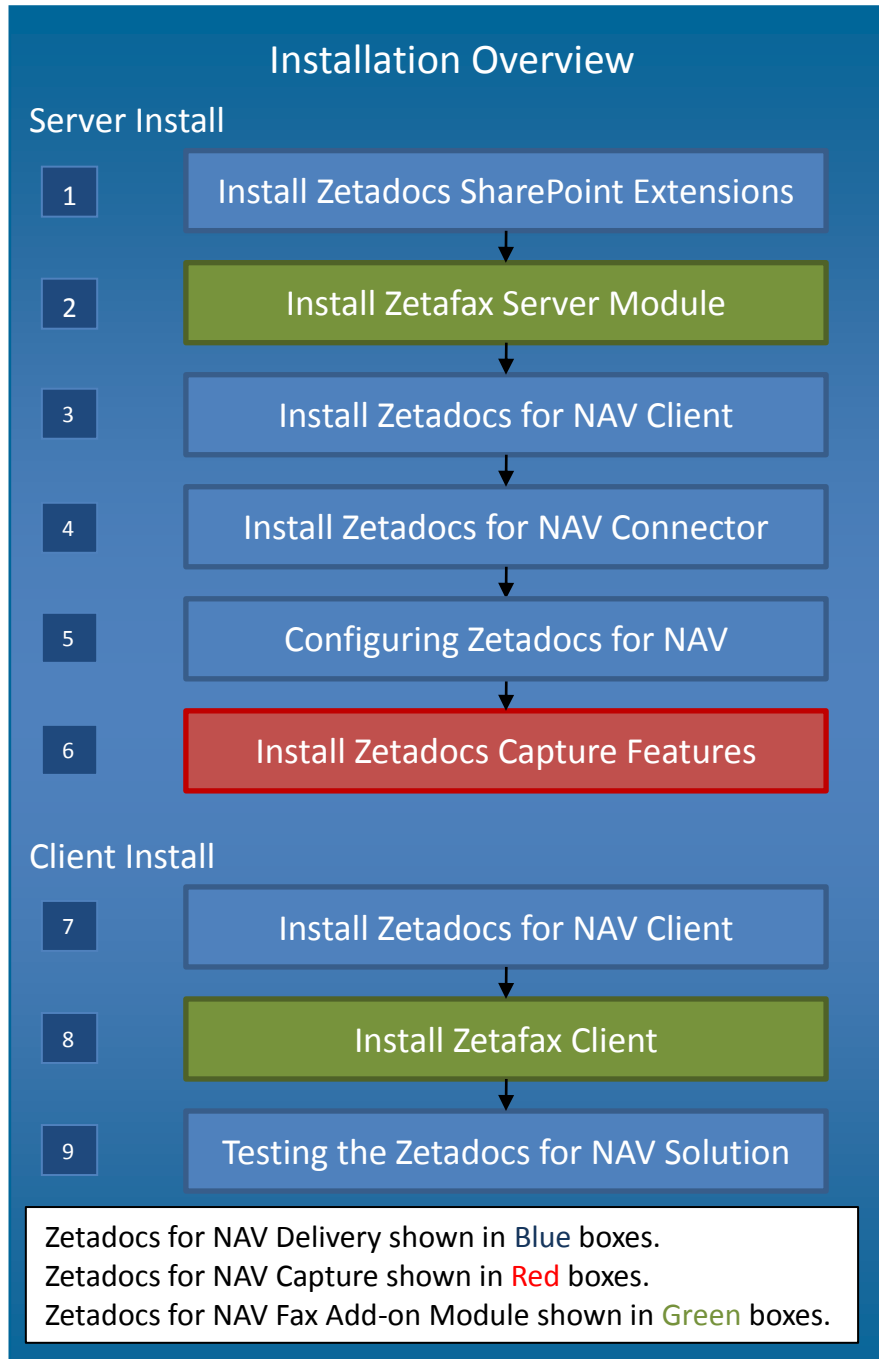 Installation Overview
Server Install
1
Install Zetadocs SharePoint Extensions
2
Install Zetafax Server Module
3
Install Zetadocs for NAV Client
4
Install Zetadocs for NAV Connector
5
Configuring Zetadocs for NAV
6
Install Zetadocs Capture Features
Client Install
7
Install Zetadocs for NAV Client
8
Install Zetafax Client
9
Testing the Zetadocs for NAV Solution
Zetadocs for NAV Delivery shown in Blue boxes.
Zetadocs for NAV Capture shown in Red boxes.
Zetadocs for NAV Fax Add-on Module shown in Green boxes.